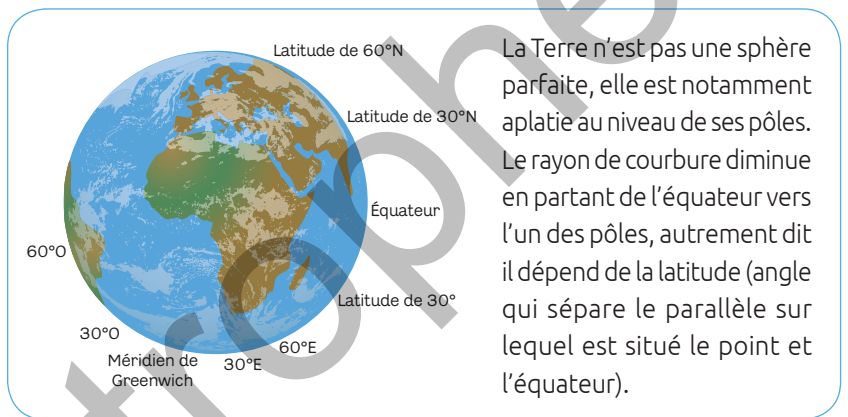 Latitude de 60°N
Latitude de 30°N
Équateur
Latitude de 30°
60°O
30°O
Méridien de
Greenwich
30°E
60°E
La Terre n'est pas une sphère
parfaite, elle est notamment
aplatie au niveau de ses pôles.
Le rayon de courbure diminue
en partant de l'équateur vers
l'un des pôles, autrement dit
il dépend de la latitude (angle
qui sépare le parallèle sur
lequel est situé le point et
l'équateur).
trophe